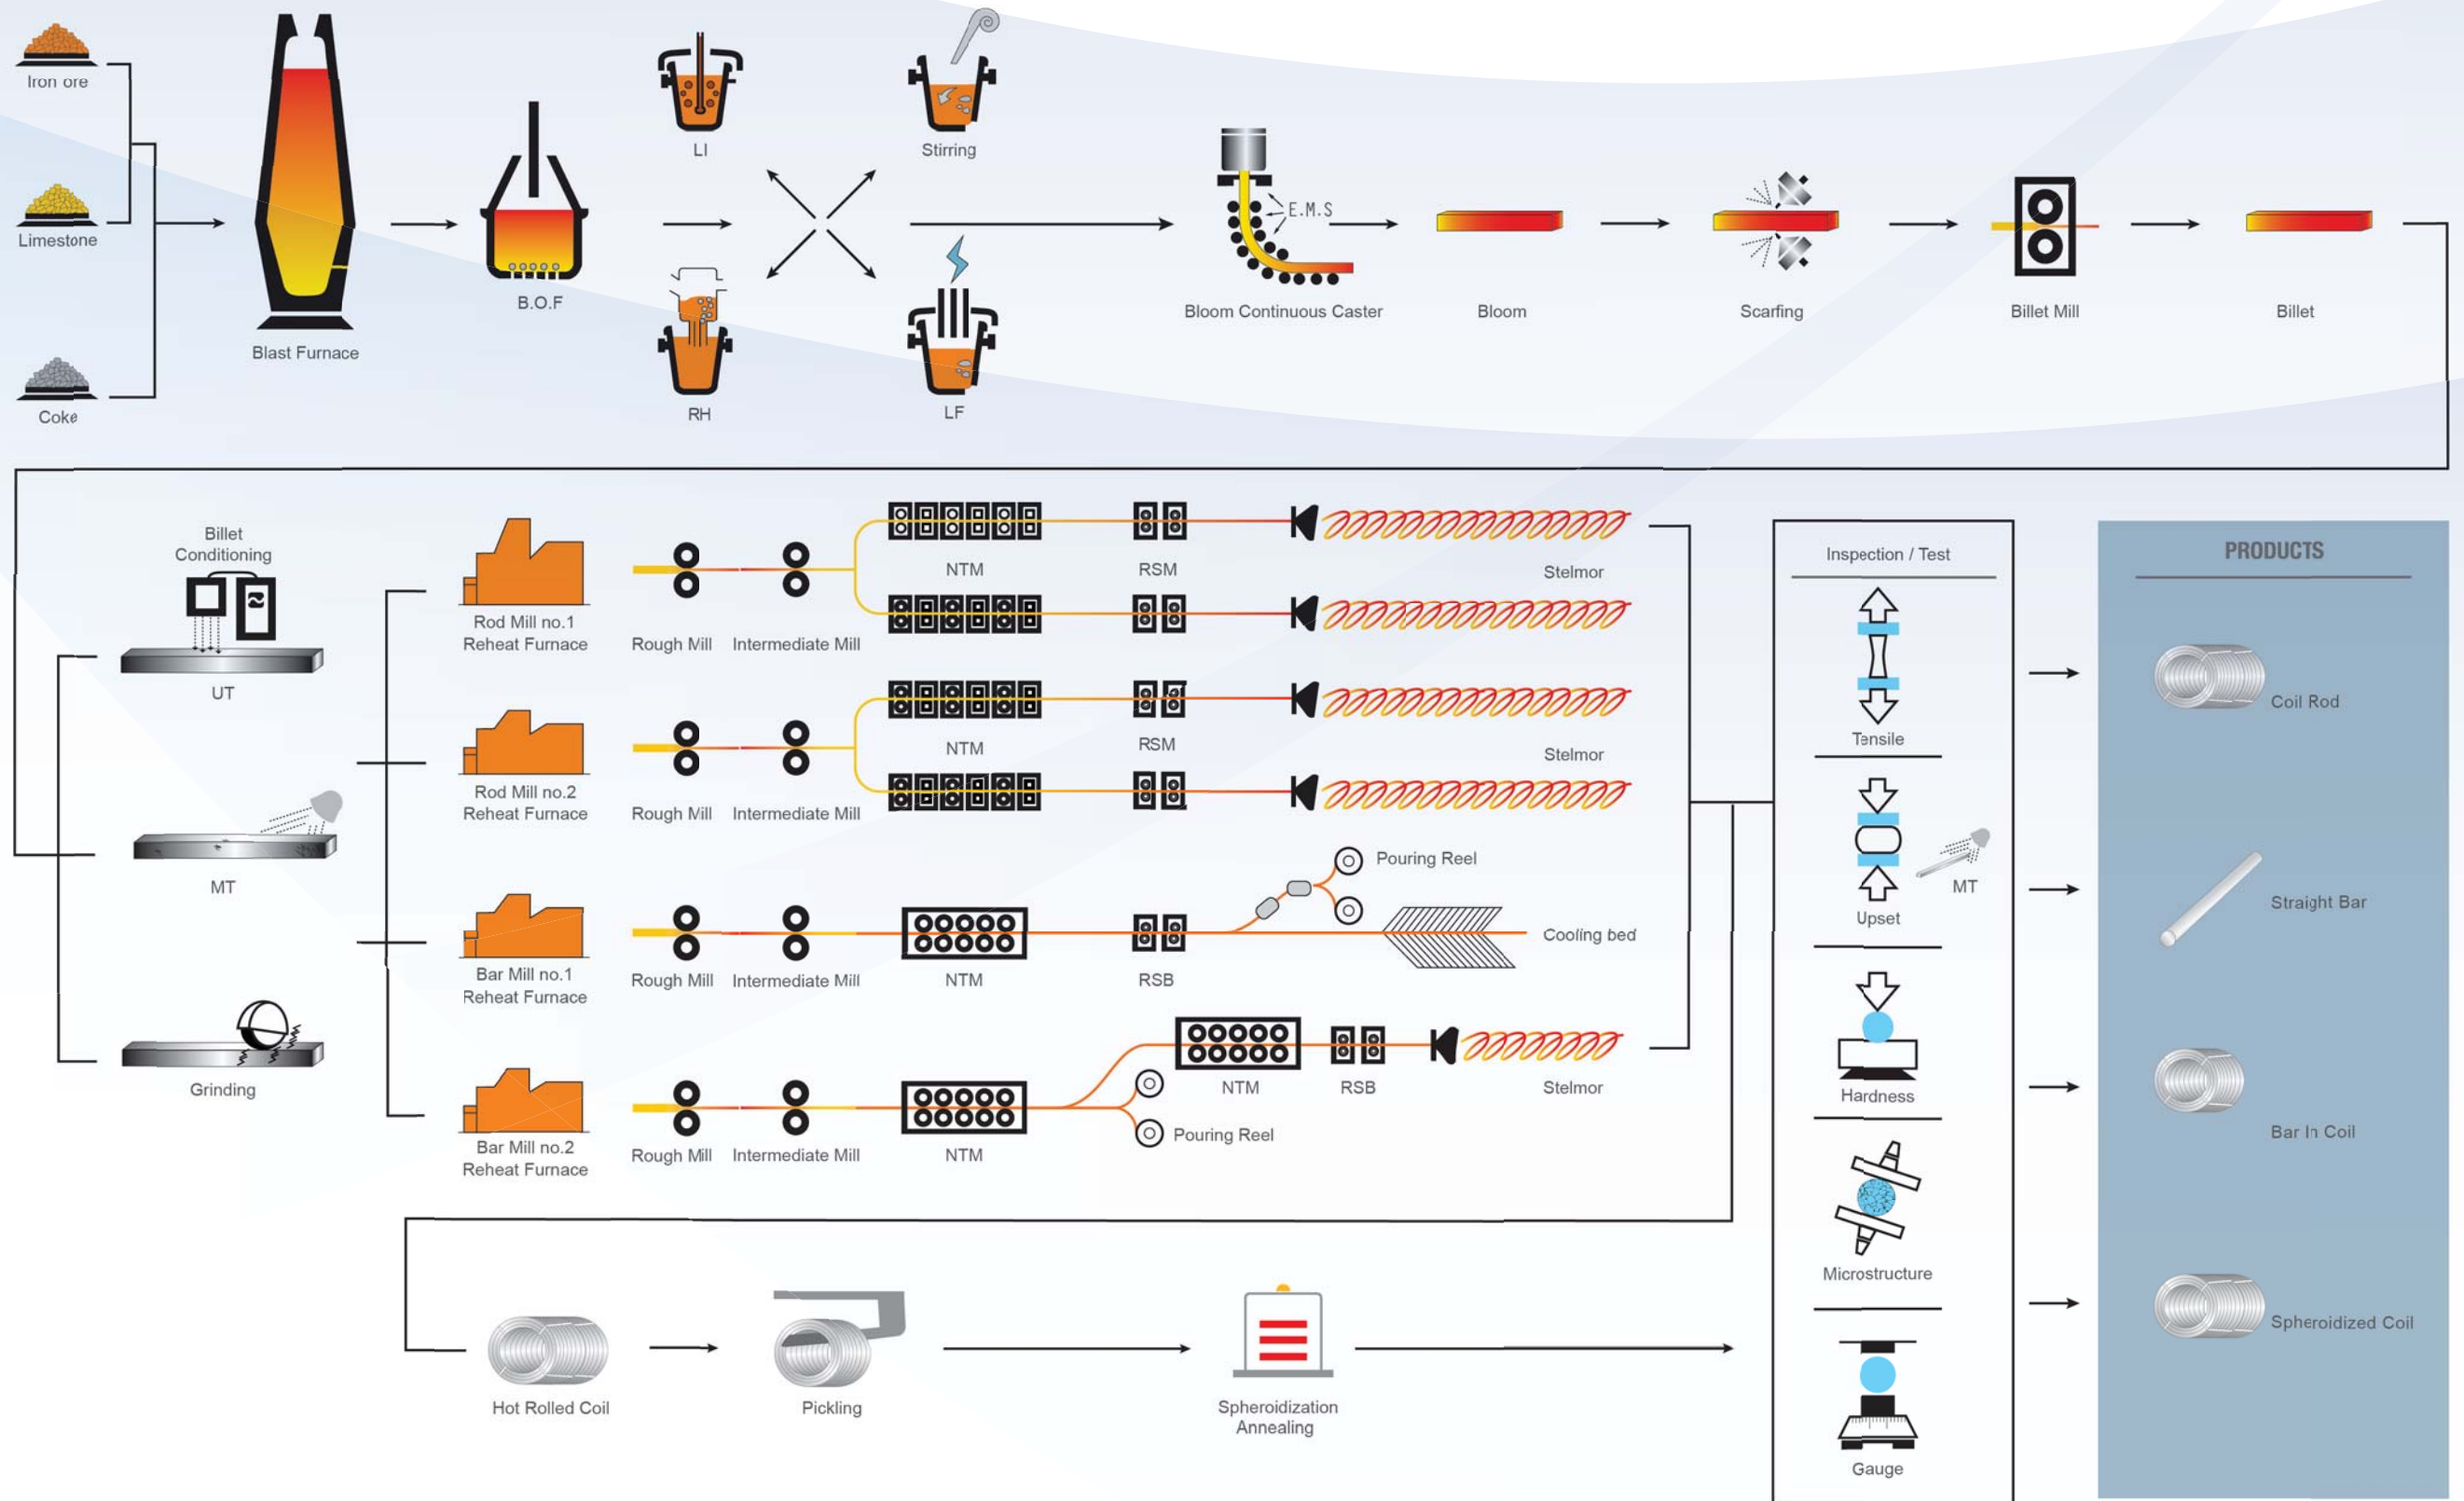 Iron ore
Limestone
Coke
Blast Furnace
B.O.F
LI
Stirring
RH
LF
E.M.S
Bloom Continuous Caster
Bloom
Scarfing
Billet Mill
Billet
Billet
Conditioning
UT
MT
Grinding
Rod Mill no.1
Reheat Furnace
Rough Mill
Intermediate Mill
NTM
RSM
Stelmor
Rod Mill no.2
Reheat Furnace
Rough Mill
Intermediate Mill
NTM
RSM
Stelmor
Bar Mill no.1
Reheat Furnace
Rough Mill
Intermediate Mill
NTM
RSB
Pouring Reel
Cooling bed
Bar Mill no.2
Reheat Furnace
Rough Mill
Intermediate Mill
NTM
Pouring Reel
NTM
RSB
Stelmor
Hot Rolled Coil
Pickling
Spheroidization
Annealing
Inspection / Test
Tensile
Upset
MT
Hardness
Microstructure
Gauge
PRODUCTS
Coil Rod
Straight Bar
Bar In Coil
Spheroidized Coil